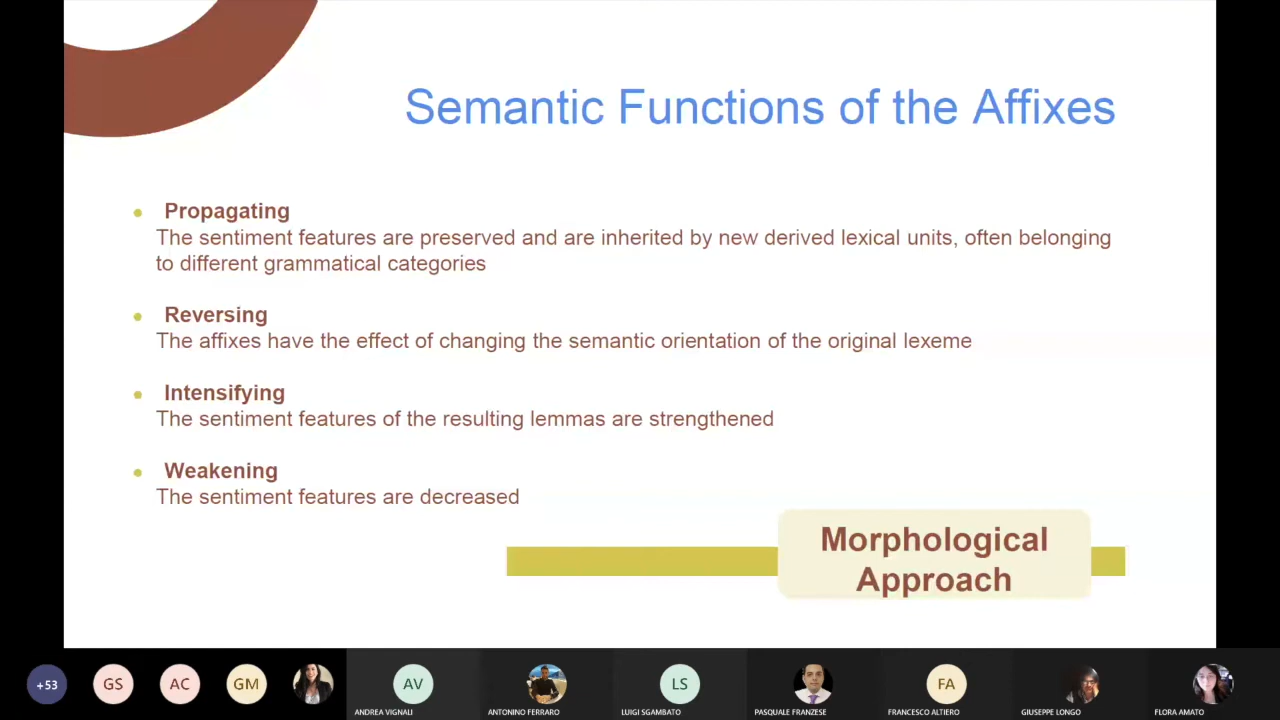 Semantic Functions of the Affixes
Propagating
The sentiment features are preserved and are inherited by new derived lexical units, often belonging
to different grammatical categories
Reversing
The affixes have the effect of changing the semantic orientation of the original lexeme
Intensifying
The sentiment features of the resulting lemmas are strengthened
Weakening
The sentiment features are decreased
Morphological
Approach
+53
GS
AC
GM
AV
LS
FA
ANDREA VIGNALI
ANTONINO FERRARO
LUIGI SGAMBATO
PASQUALE FRANZESE
FRANCESCO ALTIERO
GIUSEPPE LONGO
FLORA AMATO